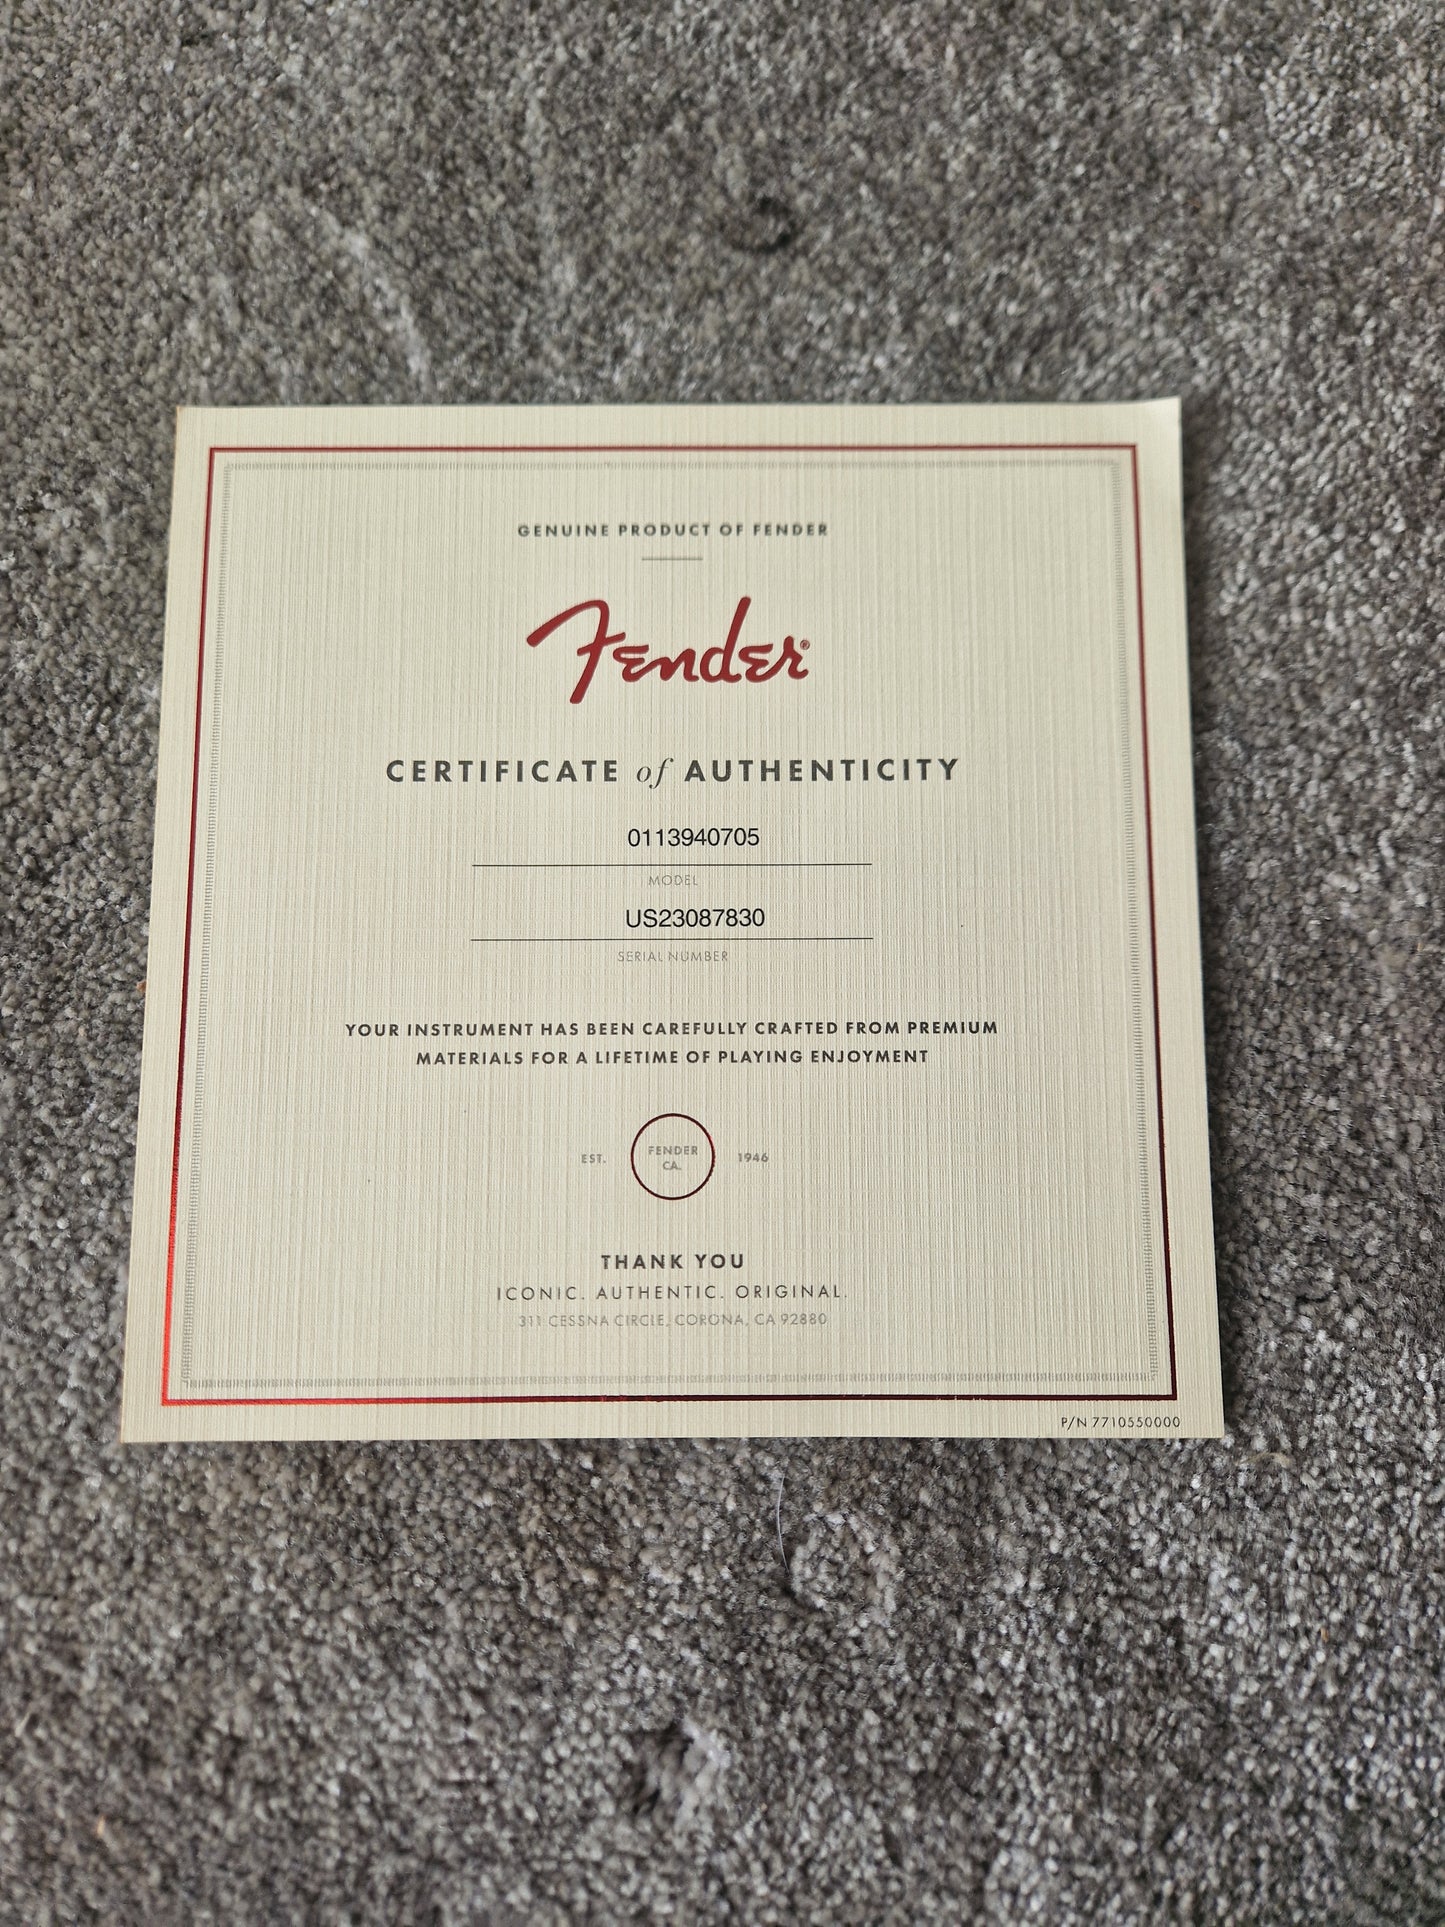 GENUINE PRODUCT OF FENDER
Fender®
CERTIFICATE of AUTHENTICITY
0113940705
MODEL
US23087830
SERIAL NUMBER
YOUR INSTRUMENT HAS BEEN CAREFULLY CRAFTED FROM PREMIUM
MATERIALS FOR A LIFETIME OF PLAYING ENJOYMENT
EST. FENDER CA. 1946
THANK YOU
ICONIC. AUTHENTIC. ORIGINAL.
311 CESSNA CIRCLE, CORONA, CA 92880
P/N 7710550000